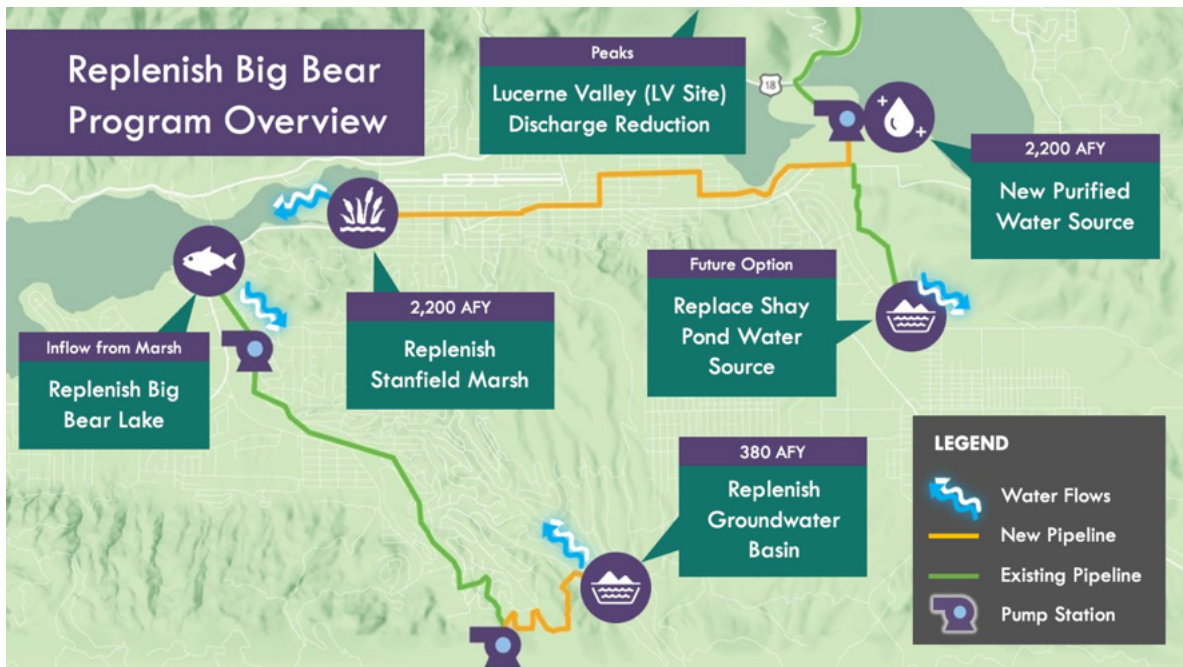 Replenish Big Bear
Program Overview
Peaks
Lucerne Valley (LV Site)
Discharge Reduction
18
2,200 AFY
New Purified
Water Source
Future Option
Replace Shay
Pond Water
Source
2,200 AFY
Replenish
Stanfield Marsh
Inflow from Marsh
Replenish Big
Bear Lake
380 AFY
Replenish
Groundwater
Basin
LEGEND
Water Flows
New Pipeline
Existing Pipeline
Pump Station